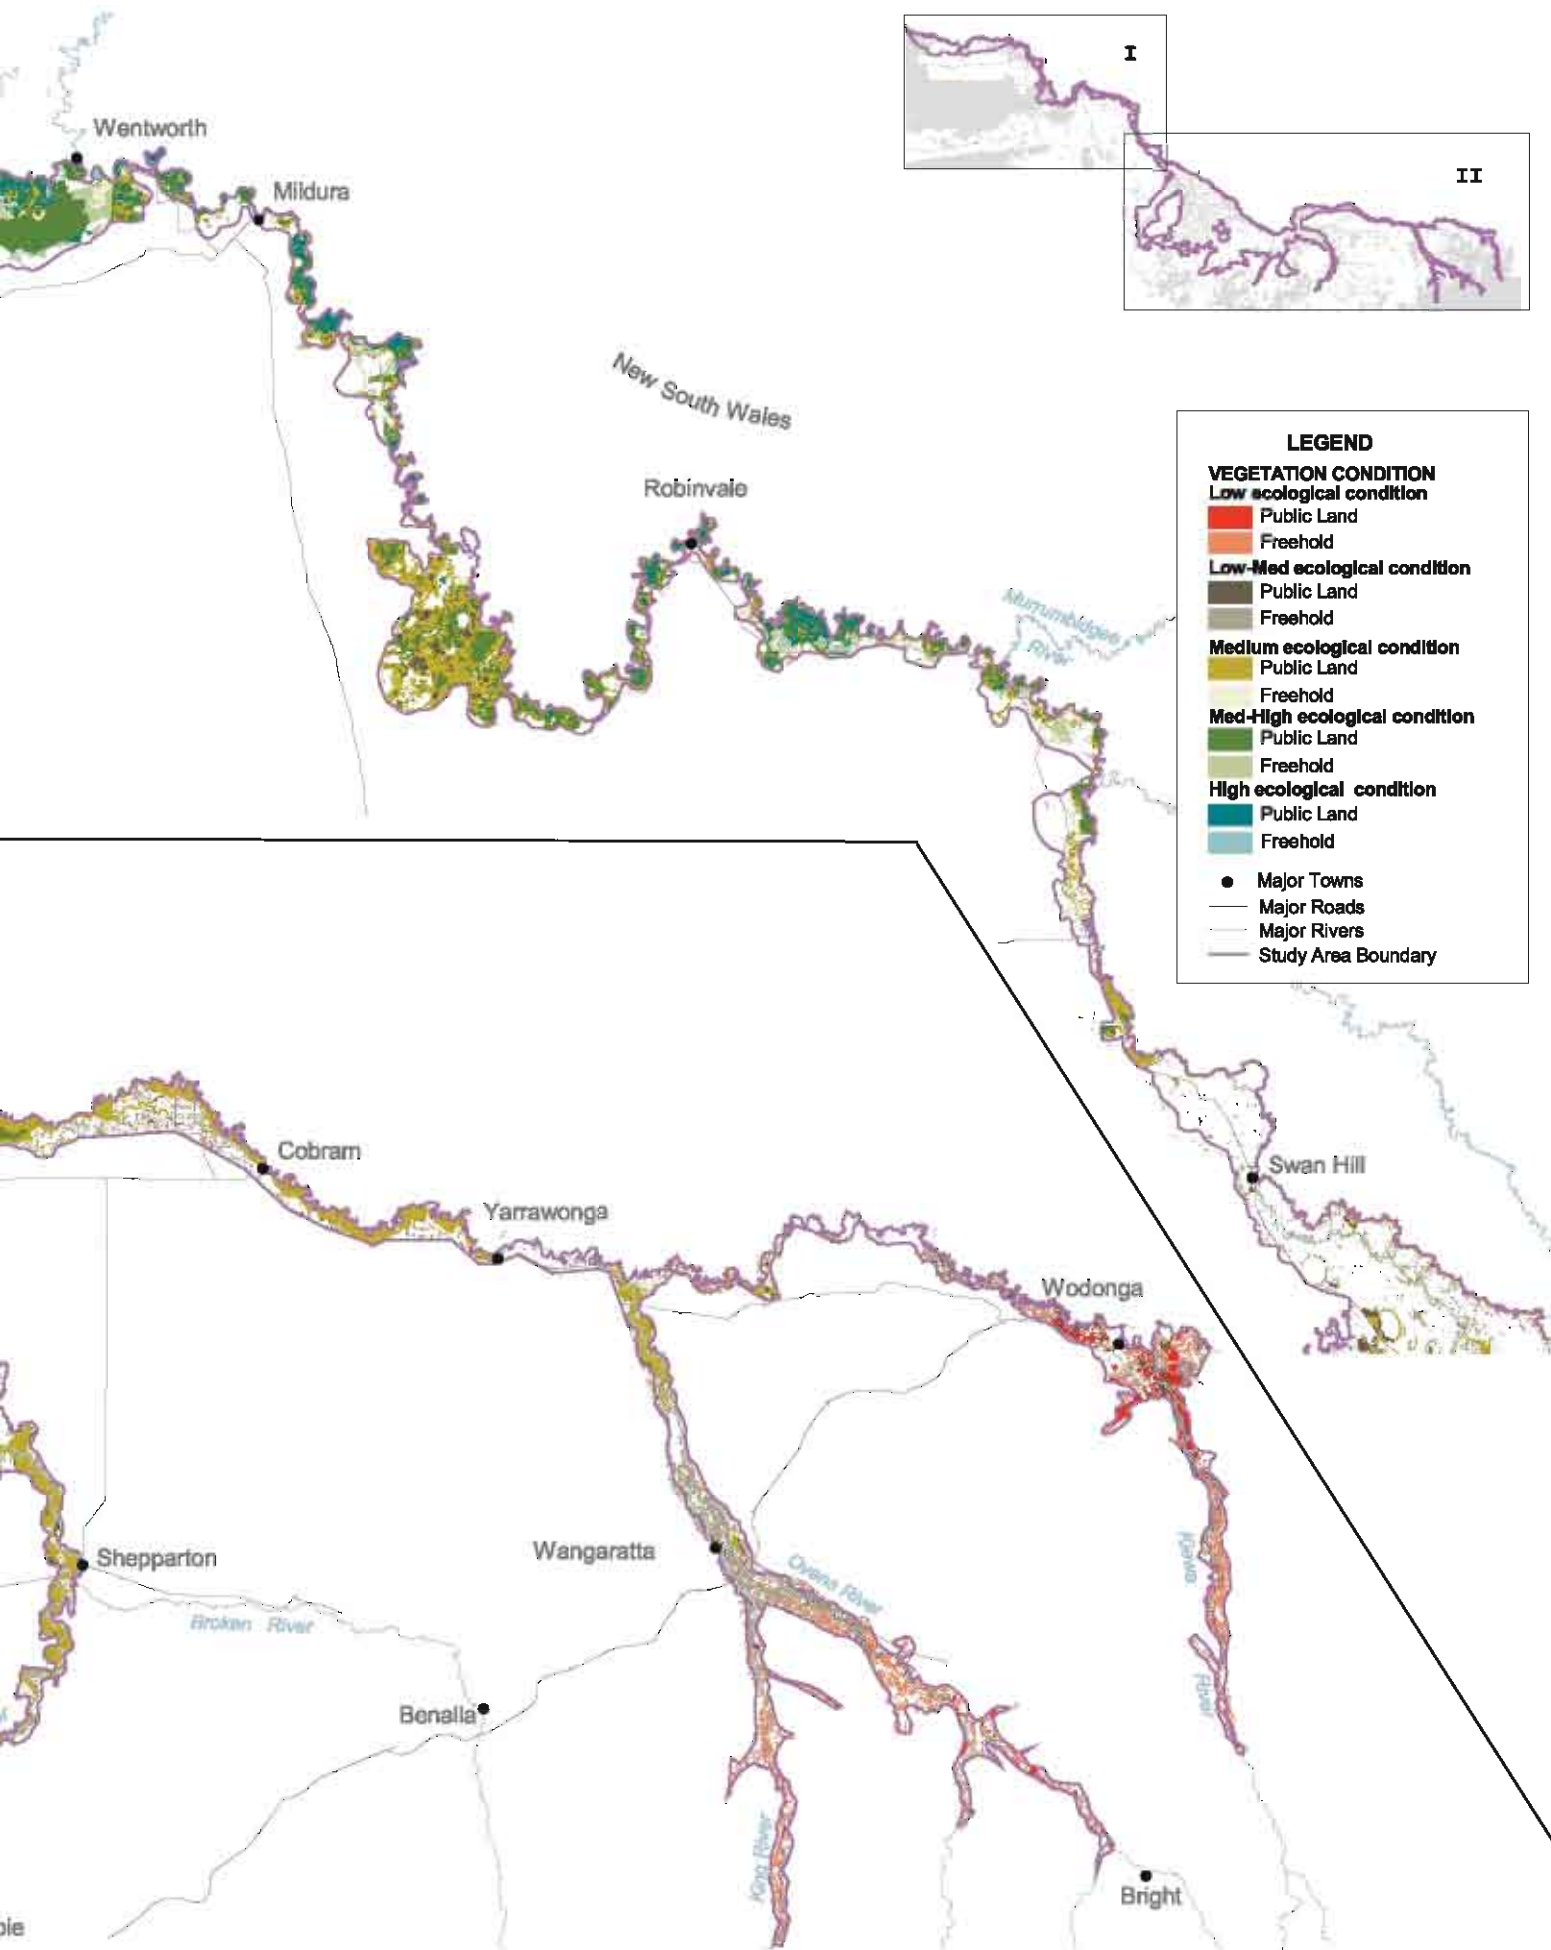 I
II
Wentworth
Mildura
New South Wales
Robinvale
Murrumbidgee
River
LEGEND
VEGETATION CONDITION
Low ecological condition
Public Land
Freehold
Low-Med ecological condition
Public Land
Freehold
Medium ecological condition
Public Land
Freehold
Med-High ecological condition
Public Land
Freehold
High ecological condition
Public Land
Freehold
Major Towns
Major Roads
Major Rivers
Study Area Boundary
Swan Hill
Cobram
Yarrawonga
Wodonga
Shepparton
Broken River
Wangaratta
Ovens River
Kiewa
River
Benalla
King River
Bright